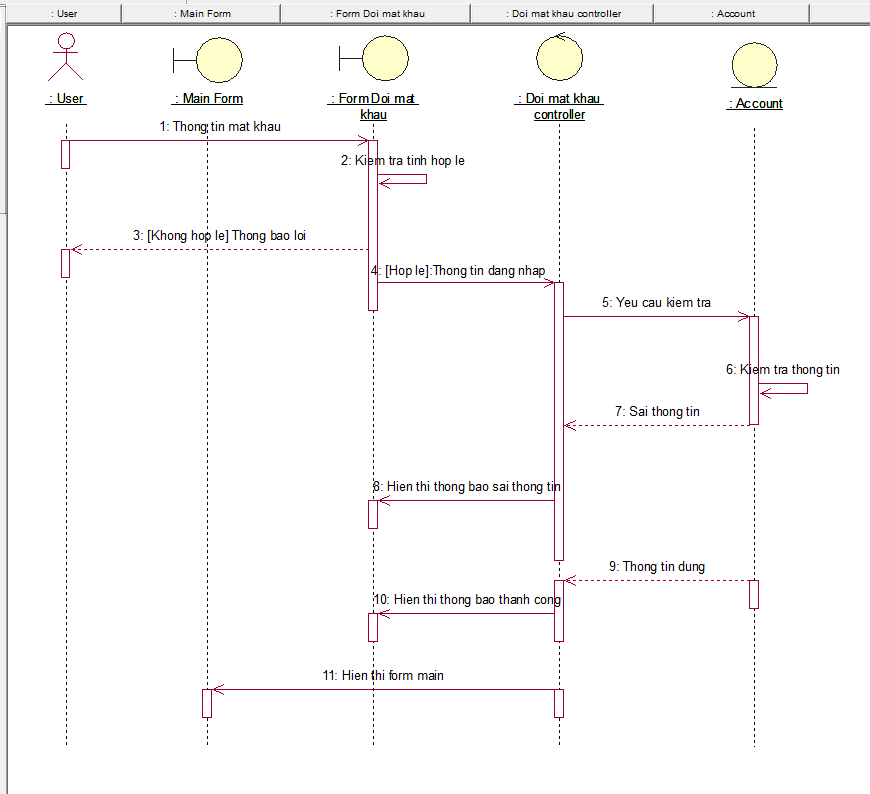 : User
: Main Form
: Form Doi mat khau
: Doi mat khau controller
: Account
: User
: Main Form
: Form Doi mat
khau
: Doi mat khau
controller
: Account
1: Thong tin mat khau
2: Kiem tra tinh hop le
3: [Khong hop le] Thong bao loi
4: [Hop le]:Thong tin dang nhap
5: Yeu cau kiem tra
6: Kiem tra thong tin
7: Sai thong tin
8: Hien thi thong bao sai thong tin
9: Thong tin dung
10: Hien thi thong bao thanh cong
11: Hien thi form main